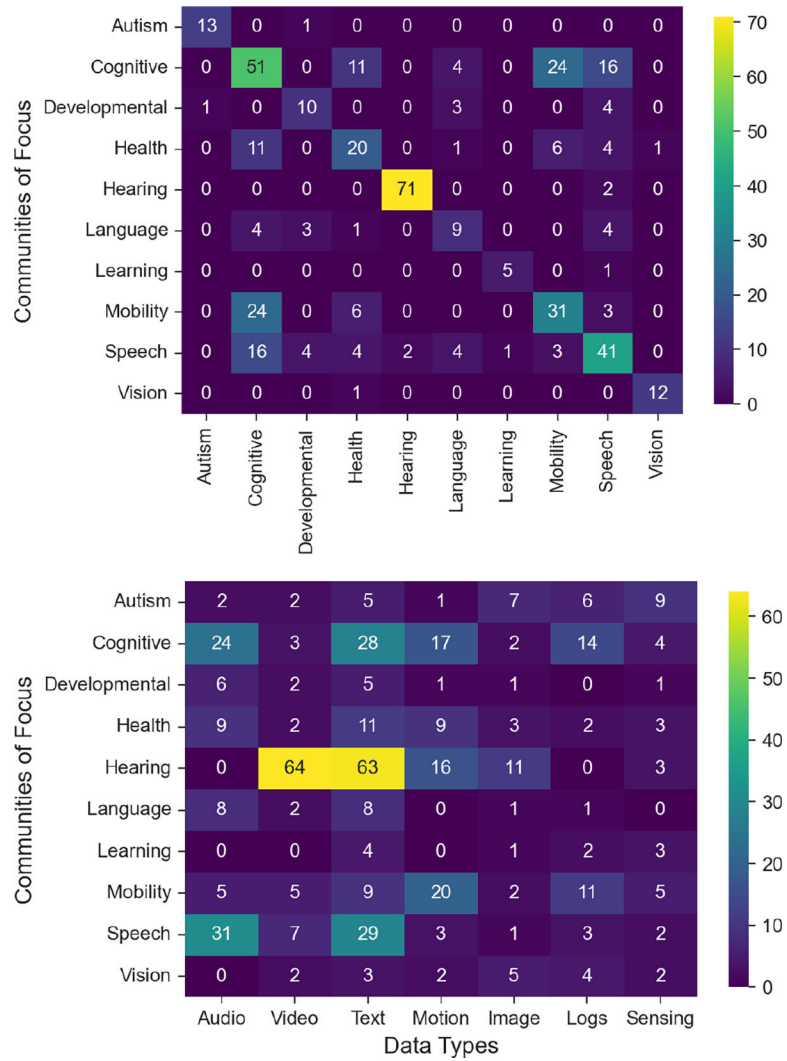 Autism 13 0 1 0 0 0 0 0 0 0
Cognitive 0 51 0 11 0 4 0 24 16 0
Developmental 1 0 10 0 0 3 0 0 4 0
Health 0 11 0 20 0 1 0 6 4 1
Hearing 0 0 0 0 71 0 0 0 2 0
Language 0 4 3 1 0 9 0 0 4 0
Learning 0 0 0 0 0 0 5 0 1 0
Mobility 0 24 0 6 0 0 0 31 3 0
Speech 0 16 4 4 2 4 1 3 41 0
Vision 0 0 0 1 0 0 0 0 0 12
Communities of Focus
Autism Cognitive Developmental Health Hearing Language Learning Mobility Speech Vision
70
60
50
40
30
20
10
0
Autism 2 2 5 1 7 6 9
Cognitive 24 3 28 17 2 14 4
Developmental 6 2 5 1 1 0 1
Health 9 2 11 9 3 2 3
Hearing 0 64 63 16 11 0 3
Language 8 2 8 0 1 1 0
Learning 0 0 4 0 1 2 3
Mobility 5 5 9 20 2 11 5
Speech 31 7 29 3 1 3 2
Vision 0 2 3 2 5 4 2
Communities of Focus
Audio Video Text Motion Image Logs Sensing
Data Types
60
50
40
30
20
10
0